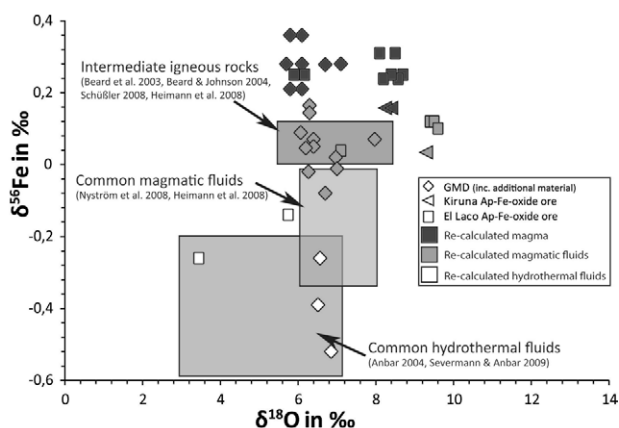 0,4
0,2
0
-0,2
-0,4
-0,6
δ⁵⁶Fe in ‰
Intermediate igneous rocks
(Beard et al. 2003, Beard & Johnson 2004,
Schüßler 2008, Heimann et al. 2008)
Common magmatic fluids
(Nyström et al. 2008, Heimann et al. 2008)
GMD (inc. additional material)
Kiruna Ap-Fe-oxide ore
El Laco Ap-Fe-oxide ore
Re-calculated magma
Re-calculated magmatic fluids
Re-calculated hydrothermal fluids
Common hydrothermal fluids
(Anbar 2004, Severmann & Anbar 2009)
0 2 4 6 8 10 12 14
δ¹⁸O in ‰